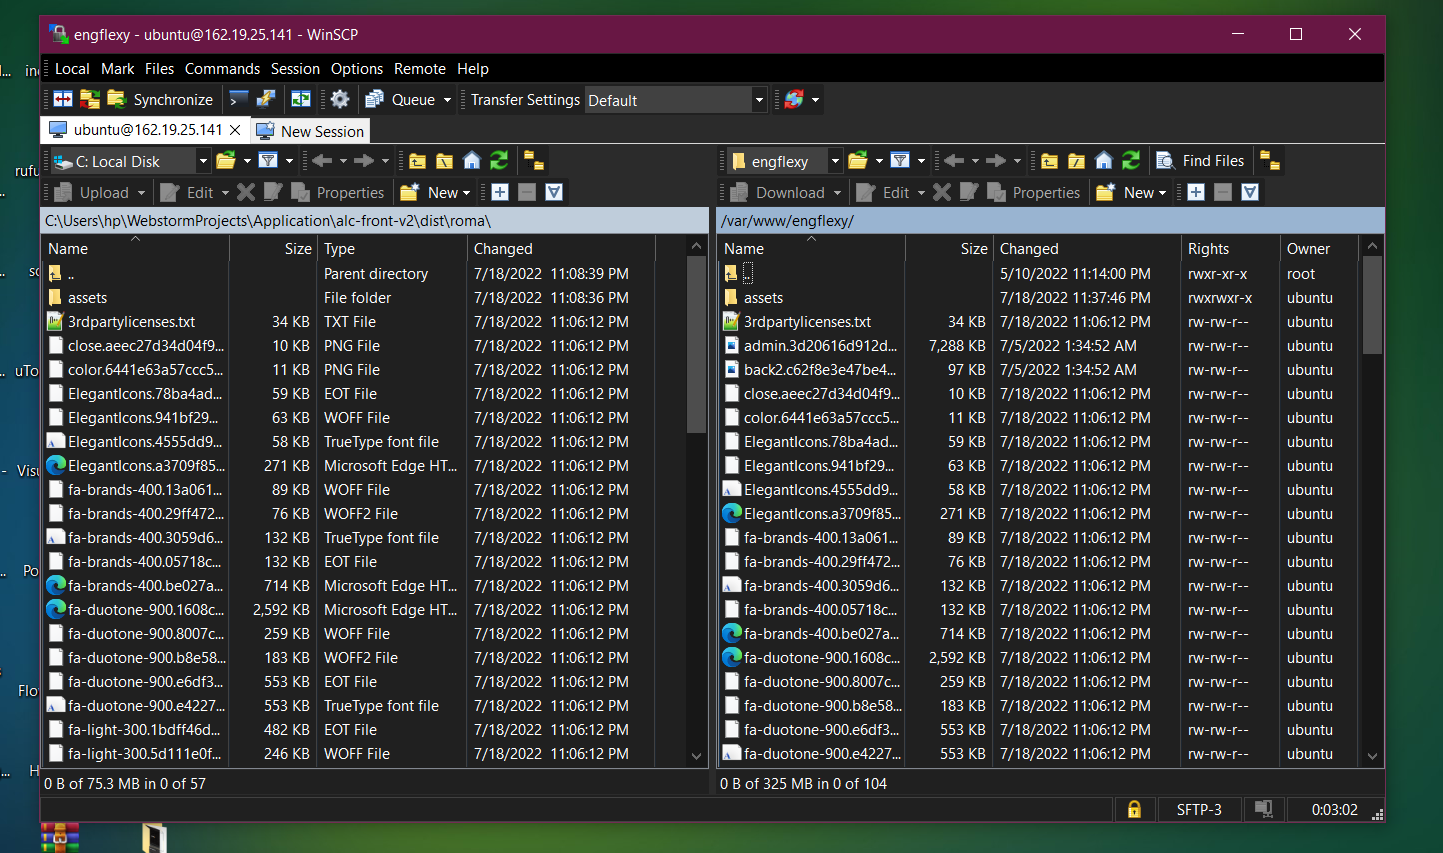 engflexy - ubuntu@162.19.25.141 - WinSCP
Local Mark Files Commands Session Options Remote Help
Synchronize Queue Transfer Settings Default
ubuntu@162.19.25.141 New Session
C: Local Disk
Upload Edit Properties New
C:\Users\hp\WebstormProjects\Application\alc-front-v2\dist\roma\
Name Size Type Changed
.. Parent directory 7/18/2022 11:08:39 PM
assets File folder 7/18/2022 11:08:36 PM
3rdpartylicenses.txt 34 KB TXT File 7/18/2022 11:06:12 PM
close.aeec27d34d04f9... 10 KB PNG File 7/18/2022 11:06:12 PM
color.6441e63a57ccc5... 11 KB PNG File 7/18/2022 11:06:12 PM
ElegantIcons.78ba4ad... 59 KB EOT File 7/18/2022 11:06:12 PM
ElegantIcons.941bf29... 63 KB WOFF File 7/18/2022 11:06:12 PM
ElegantIcons.4555dd9... 58 KB TrueType font file 7/18/2022 11:06:12 PM
ElegantIcons.a3709f85... 271 KB Microsoft Edge HT... 7/18/2022 11:06:12 PM
fa-brands-400.13a061... 89 KB WOFF File 7/18/2022 11:06:12 PM
fa-brands-400.29ff472... 76 KB WOFF2 File 7/18/2022 11:06:12 PM
fa-brands-400.3059d6... 132 KB TrueType font file 7/18/2022 11:06:12 PM
fa-brands-400.05718c... 132 KB EOT File 7/18/2022 11:06:12 PM
fa-brands-400.be027a... 714 KB Microsoft Edge HT... 7/18/2022 11:06:12 PM
fa-duotone-900.1608c... 2,592 KB Microsoft Edge HT... 7/18/2022 11:06:12 PM
fa-duotone-900.8007c... 259 KB WOFF File 7/18/2022 11:06:12 PM
fa-duotone-900.b8e58... 183 KB WOFF2 File 7/18/2022 11:06:12 PM
fa-duotone-900.e6df3... 553 KB EOT File 7/18/2022 11:06:12 PM
fa-duotone-900.e4227... 553 KB TrueType font file 7/18/2022 11:06:12 PM
fa-light-300.1bdff46d... 482 KB EOT File 7/18/2022 11:06:12 PM
fa-light-300.5d111e0f... 246 KB WOFF File 7/18/2022 11:06:12 PM
0 B of 75.3 MB in 0 of 57
engflexy Find Files
Download Edit Properties New
/var/www/engflexy/
Name Size Changed Rights Owner
.. 5/10/2022 11:14:00 PM rwxr-xr-x root
assets 7/18/2022 11:37:46 PM rwxrwxr-x ubuntu
3rdpartylicenses.txt 34 KB 7/18/2022 11:06:12 PM rw-rw-r-- ubuntu
admin.3d20616d912d... 7,288 KB 7/5/2022 1:34:52 AM rw-rw-r-- ubuntu
back2.c62f8e3e47be4... 97 KB 7/5/2022 1:34:52 AM rw-rw-r-- ubuntu
close.aeec27d34d04f9... 10 KB 7/18/2022 11:06:12 PM rw-rw-r-- ubuntu
color.6441e63a57ccc5... 11 KB 7/18/2022 11:06:12 PM rw-rw-r-- ubuntu
ElegantIcons.78ba4ad... 59 KB 7/18/2022 11:06:12 PM rw-rw-r-- ubuntu
ElegantIcons.941bf29... 63 KB 7/18/2022 11:06:12 PM rw-rw-r-- ubuntu
ElegantIcons.4555dd9... 58 KB 7/18/2022 11:06:12 PM rw-rw-r-- ubuntu
ElegantIcons.a3709f85... 271 KB 7/18/2022 11:06:12 PM rw-rw-r-- ubuntu
fa-brands-400.13a061... 89 KB 7/18/2022 11:06:12 PM rw-rw-r-- ubuntu
fa-brands-400.29ff472... 76 KB 7/18/2022 11:06:12 PM rw-rw-r-- ubuntu
fa-brands-400.3059d6... 132 KB 7/18/2022 11:06:12 PM rw-rw-r-- ubuntu
fa-brands-400.05718c... 132 KB 7/18/2022 11:06:12 PM rw-rw-r-- ubuntu
fa-brands-400.be027a... 714 KB 7/18/2022 11:06:12 PM rw-rw-r-- ubuntu
fa-duotone-900.1608c... 2,592 KB 7/18/2022 11:06:12 PM rw-rw-r-- ubuntu
fa-duotone-900.8007c... 259 KB 7/18/2022 11:06:12 PM rw-rw-r-- ubuntu
fa-duotone-900.b8e58... 183 KB 7/18/2022 11:06:12 PM rw-rw-r-- ubuntu
fa-duotone-900.e6df3... 553 KB 7/18/2022 11:06:12 PM rw-rw-r-- ubuntu
fa-duotone-900.e4227... 553 KB 7/18/2022 11:06:12 PM rw-rw-r-- ubuntu
0 B of 325 MB in 0 of 104
SFTP-3 0:03:02